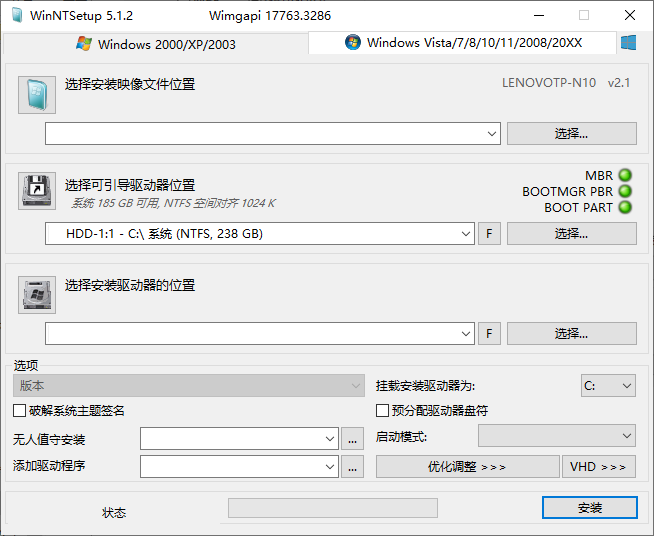 WinNTSetup 5.1.2 Wimgapi 17763.3286
Windows 2000/XP/2003 Windows Vista/7/8/10/11/2008/20XX
选择安装映像文件位置 LENOVOTP-N10 v2.1
选择...
选择可引导驱动器位置 MBR
系统 185 GB 可用, NTFS 空间对齐 1024 K BOOTMGR PBR
BOOT PART
HDD-1:1 - C:\ 系统 (NTFS, 238 GB) F 选择...
选择安装驱动器的位置
F 选择...
选项
版本 挂载安装驱动器为: C:
破解系统主题签名 预分配驱动器盘符
无人值守安装 ... 启动模式:
添加驱动程序 ... 优化调整 >>> VHD >>>
状态 安装